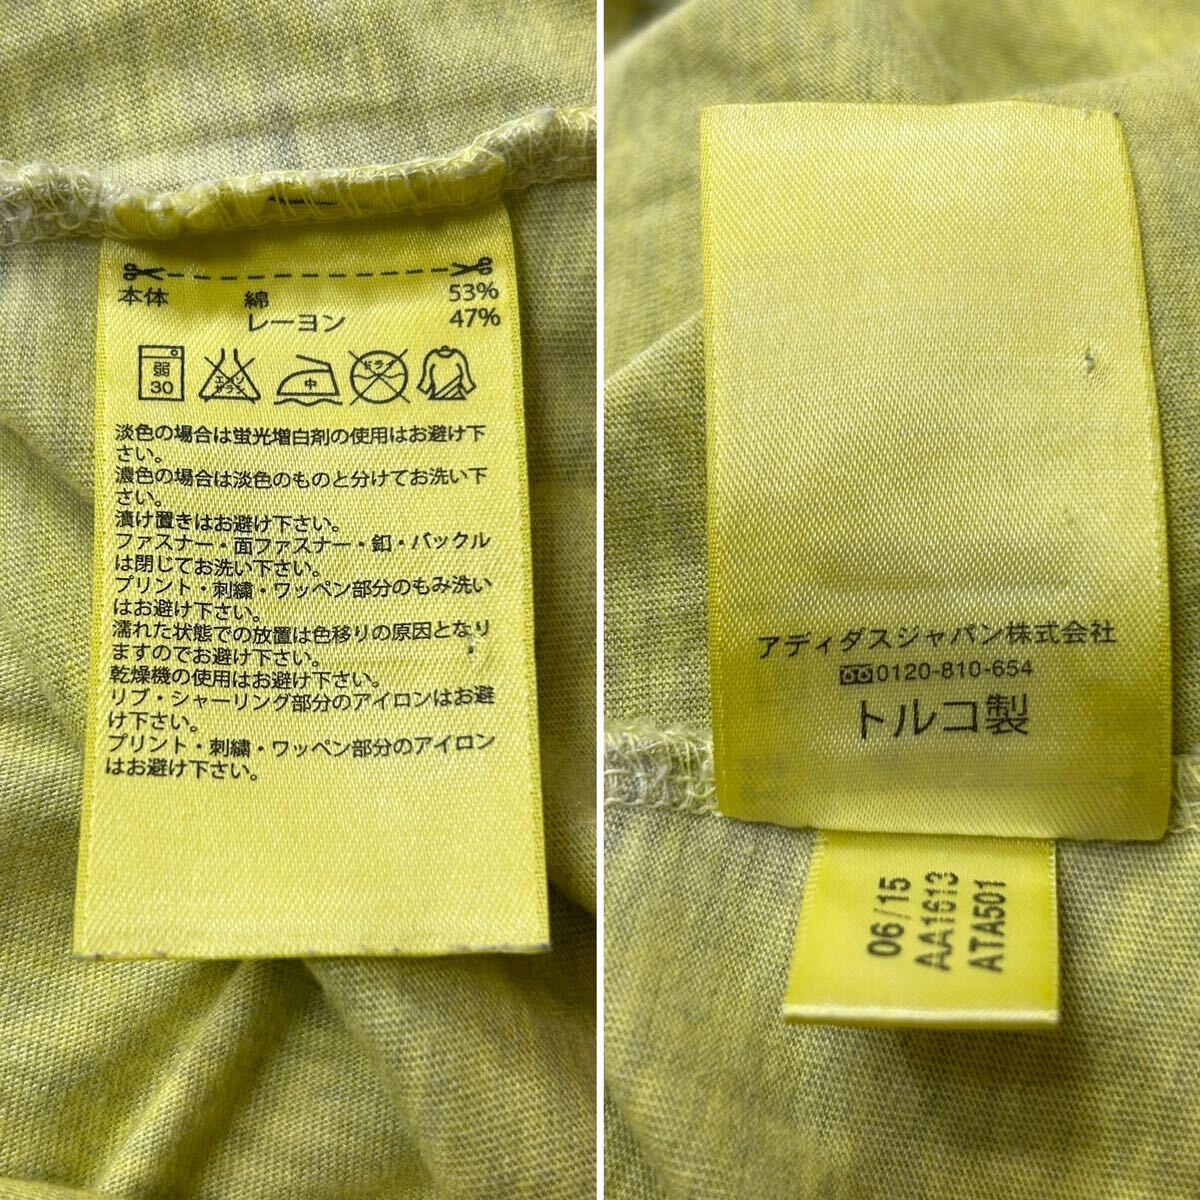 本体 綿 53%
レーヨン 47%
弱
30
エンソ
サラシ
中
ドライ
淡色の場合は蛍光増白剤の使用はお避け下
さい。
濃色の場合は淡色のものと分けてお洗い下
さい。
漬け置きはお避け下さい。
ファスナー・面ファスナー・釦・バックル
は閉じてお洗い下さい。
プリント・刺繍・ワッペン部分のもみ洗い
はお避け下さい。
濡れた状態での放置は色移りの原因となり
ますのでお避け下さい。
乾燥機の使用はお避け下さい。
リブ・シャーリング部分のアイロンはお避
け下さい。
プリント・刺繍・ワッペン部分のアイロン
はお避け下さい。
アディダスジャパン株式会社
0120-810-654
トルコ製
06/15
AA1613
ATA501